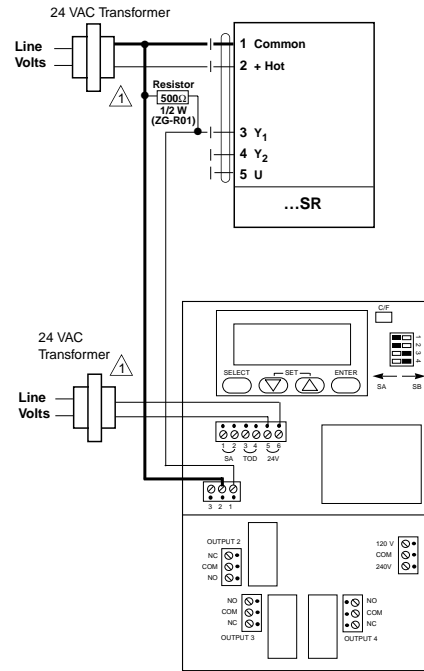 24 VAC Transformer
Line
Volts
1
1 Common
2 + Hot
Resistor
500Ω
1/2 W
(ZG-R01)
3 Y1
4 Y2
5 U
...SR
24 VAC
Transformer
1
Line
Volts
C/F
1 2 3 4
SELECT
SET
ENTER
SA SB
1 2 3 4 5 6
SA TOD 24V
3 2 1
OUTPUT 2
NC
COM
NO
120 V
COM
240V
NO
COM
NC
OUTPUT 3
NO
COM
NC
OUTPUT 4